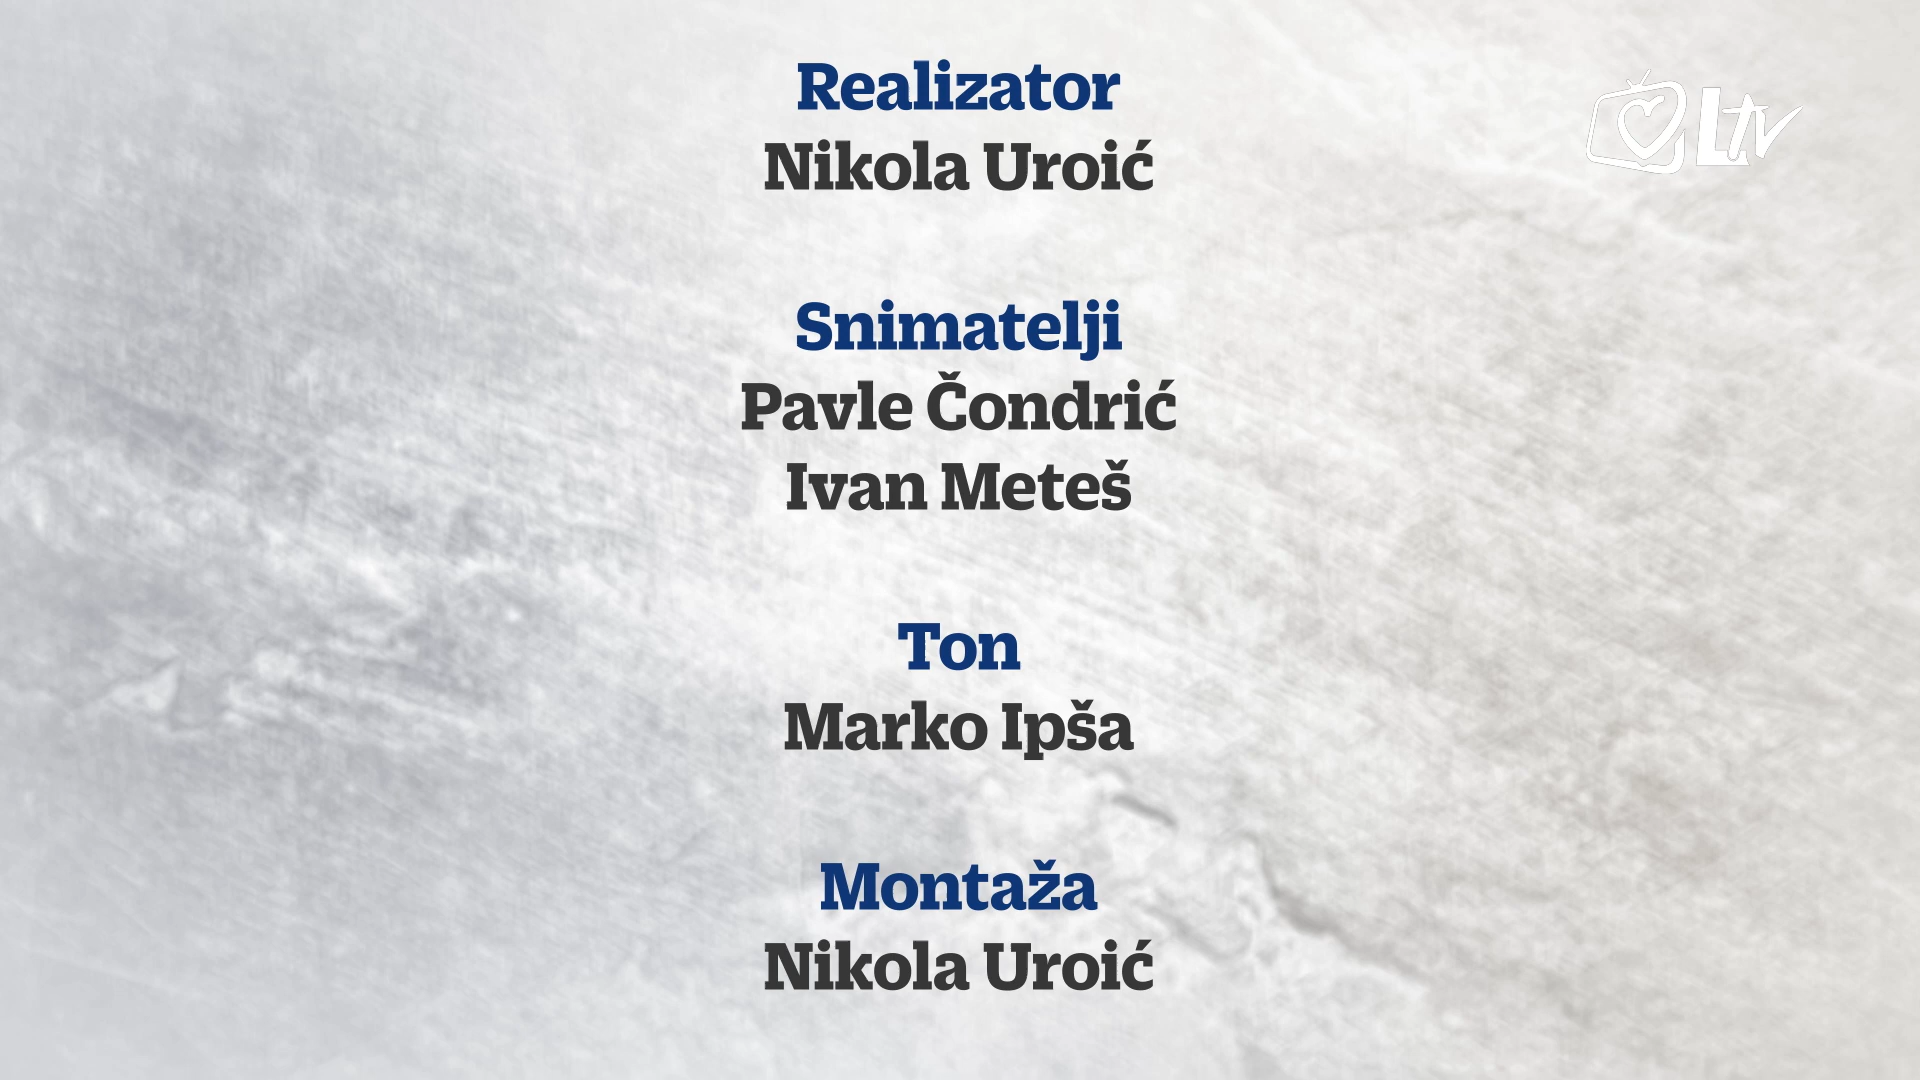 Realizator
Nikola Uroić
LTV
Snimatelji
Pavle Čondrić
Ivan Meteš
Ton
Marko Ipša
Montaža
Nikola Uroić